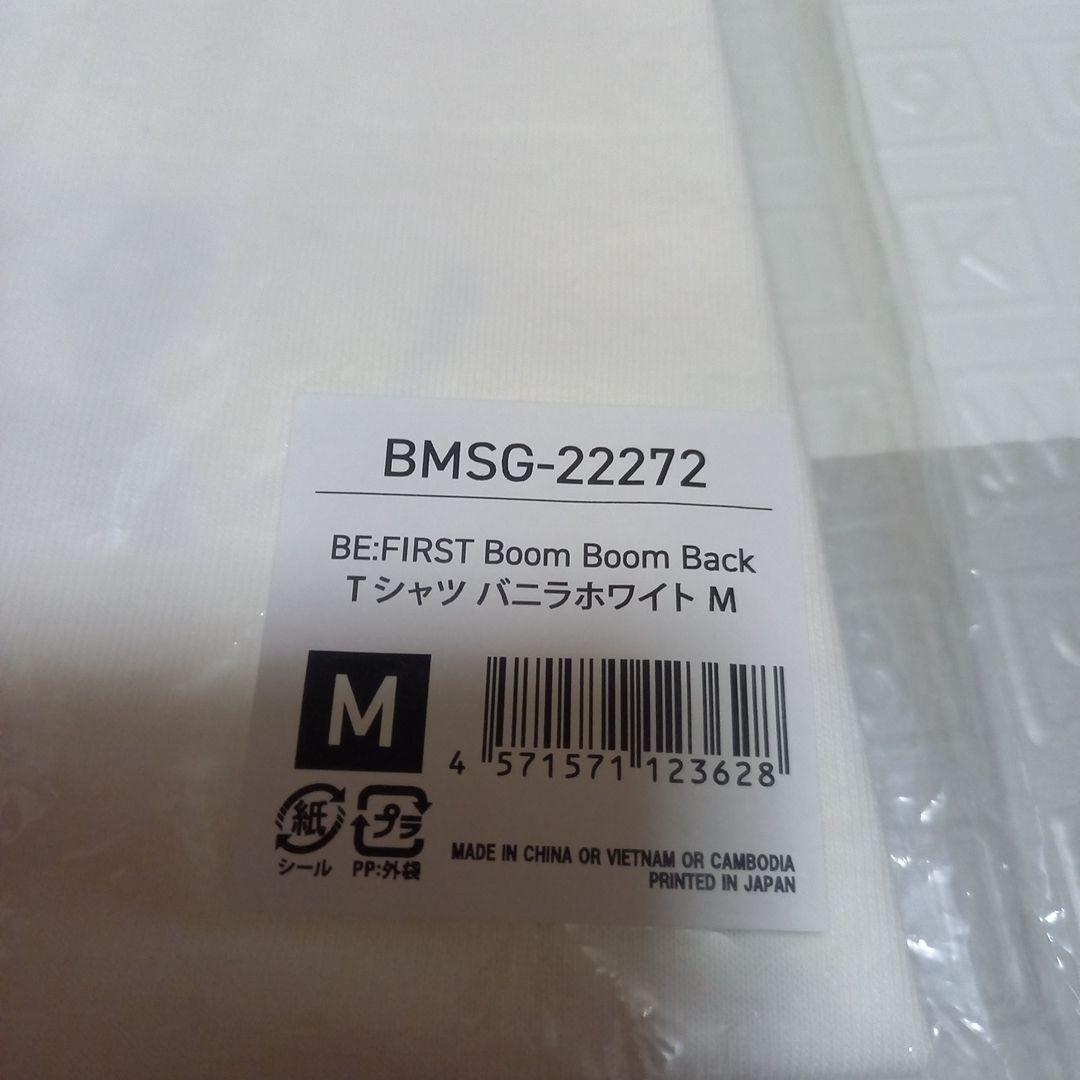 BMSG-22272
BE:FIRST Boom Boom Back
Tシャツ バニラホワイト M
M
4 571571 123628
紙 プラ
シール PP:外袋
MADE IN CHINA OR VIETNAM OR CAMBODIA
PRINTED IN JAPAN